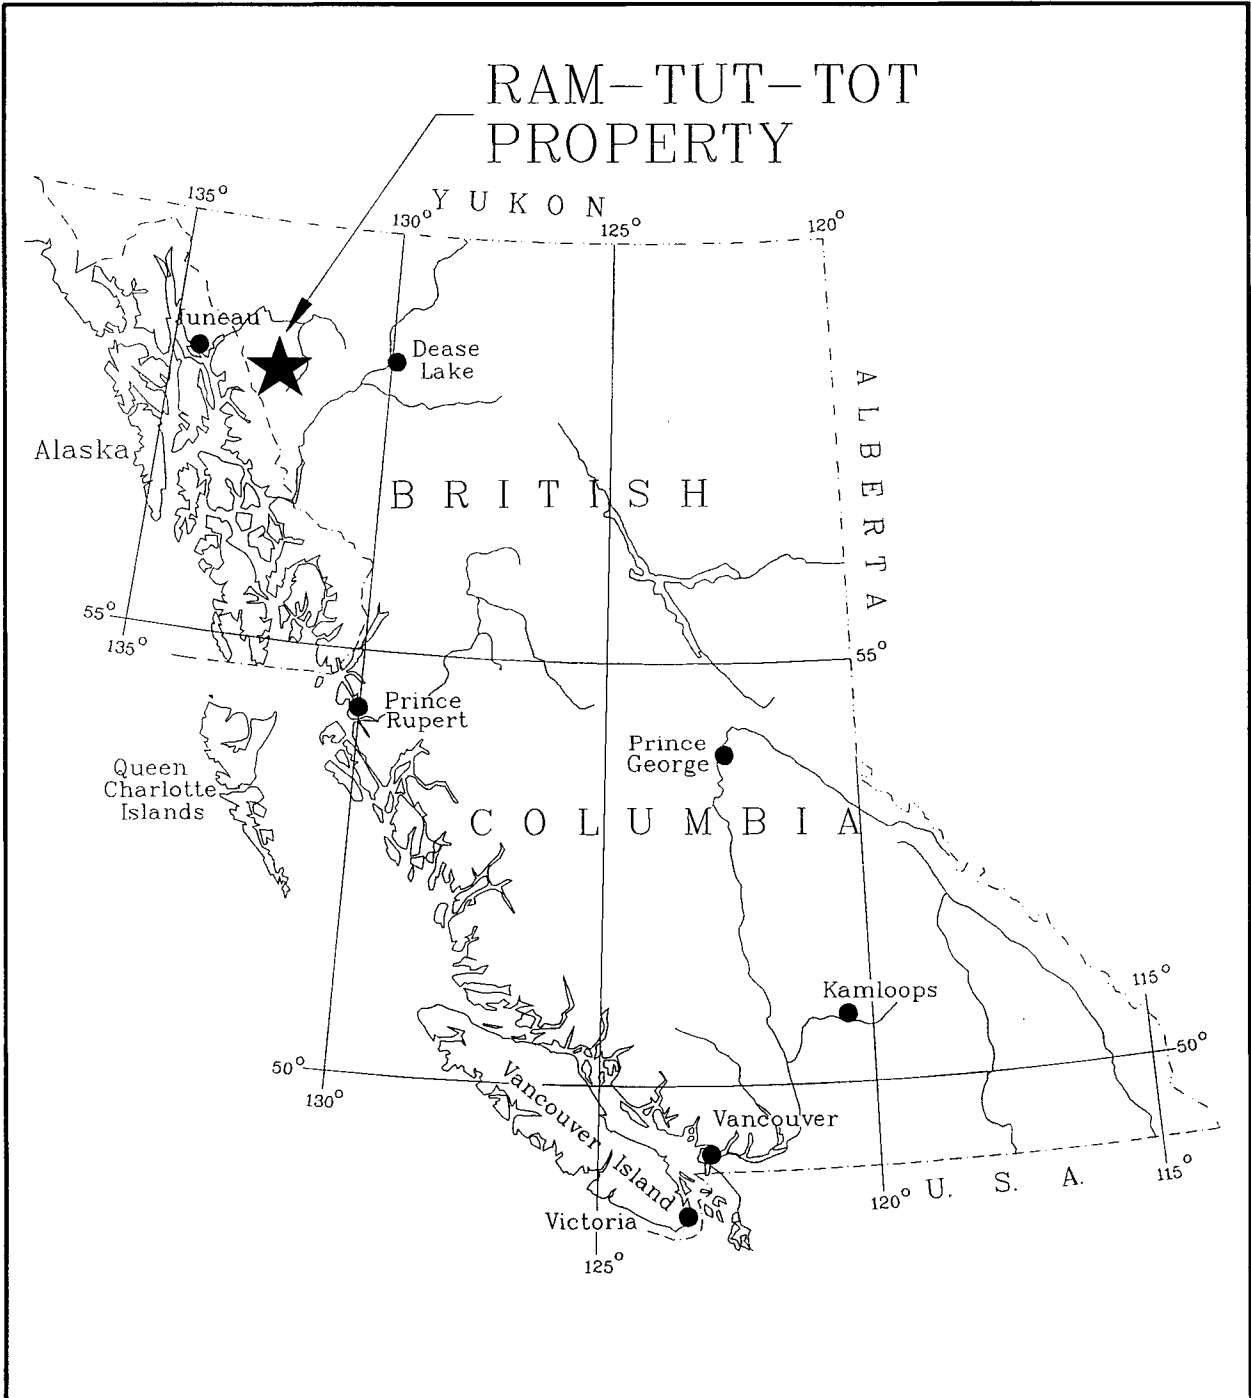 RAM-TUT-TOT
PROPERTY
135°
130°
YUKON
125°
120°
Juneau
Dease
Lake
ALBERTA
Alaska
BRITISH
55°
135°
55°
Prince
Rupert
Prince
George
Queen
Charlotte
Islands
COLUMBIA
115°
Kamloops
50°
50°
130°
Vancouver
Island
Vancouver
Victoria
120°
U. S. A.
115°
125°